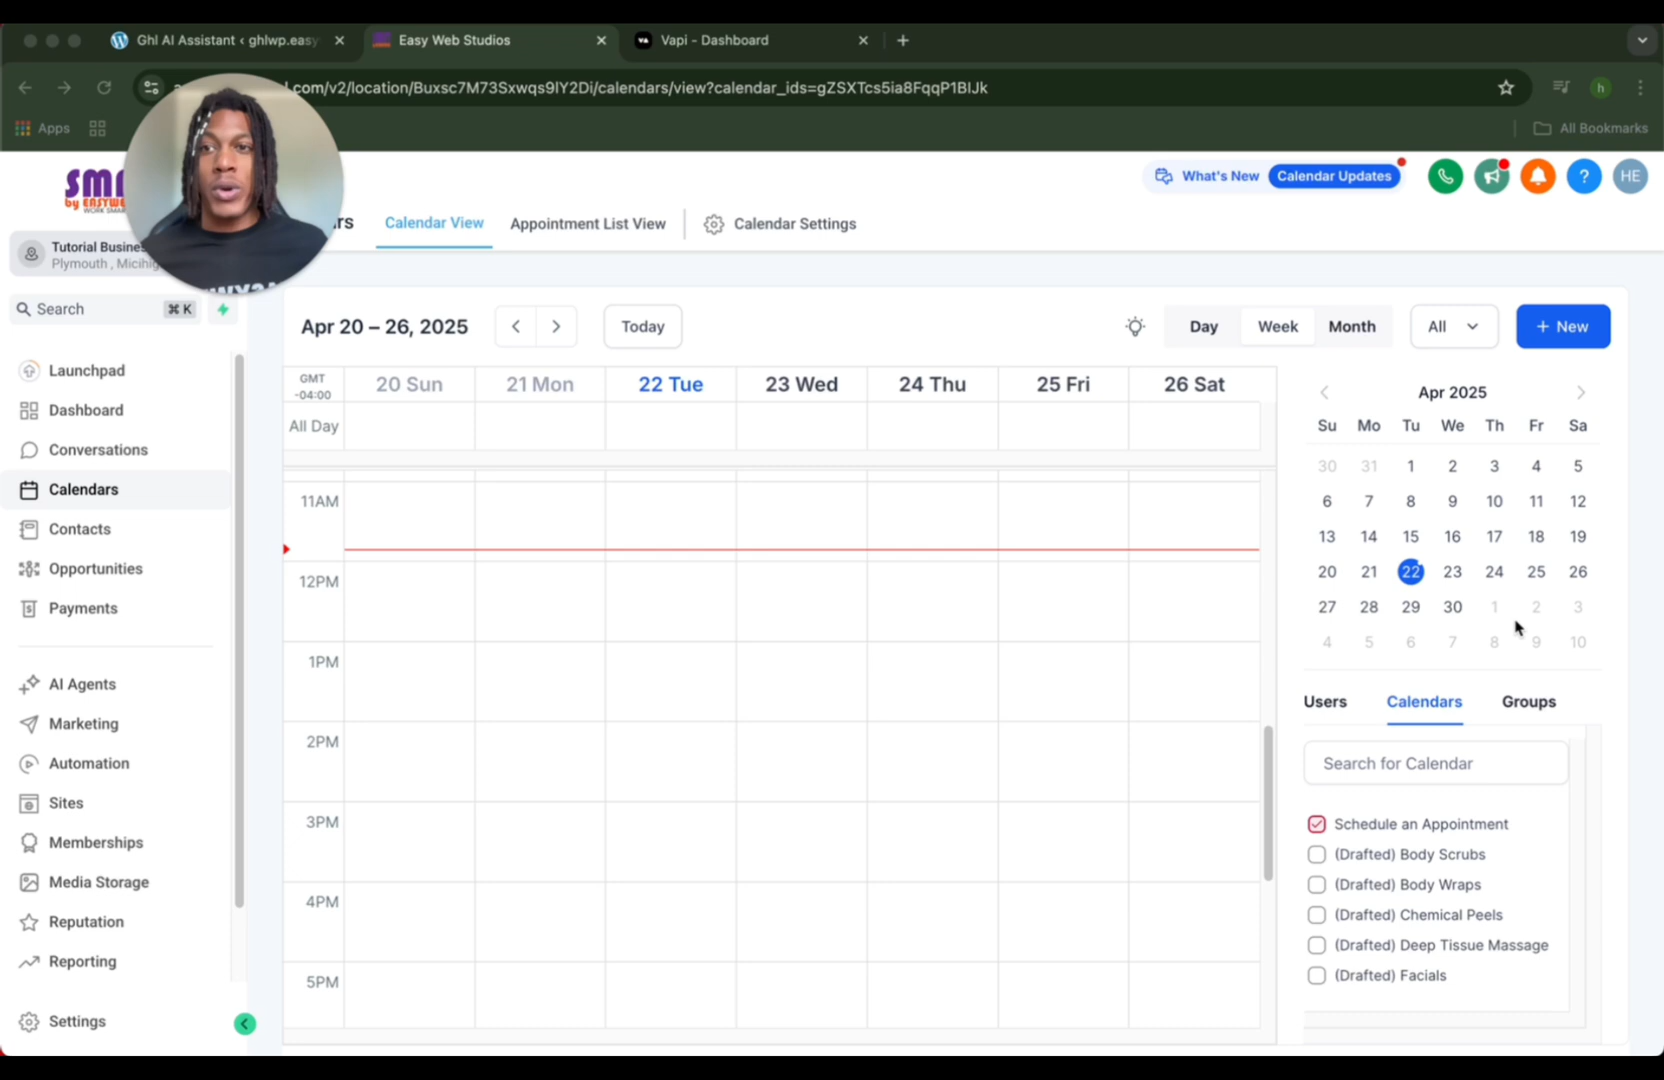 Ghl AI Assistant ‹ ghlwp.easy
Easy Web Studios
Vapi - Dashboard
.com/v2/location/Buxsc7M73Sxwqs9IY2Di/calendars/view?calendar_ids=gZSXTcs5ia8FqqP1BIJk
h
Apps
All Bookmarks
by EASYWE
WORK SMAR
What's New
Calendar Updates
?
HE
Calendar View
Appointment List View
Calendar Settings
Tutorial Busines
Plymouth , Micihig
Search
⌘ K
Launchpad
Dashboard
Conversations
Calendars
Contacts
Opportunities
Payments
AI Agents
Marketing
Automation
Sites
Memberships
Media Storage
Reputation
Reporting
Settings
Apr 20 – 26, 2025
Today
Day
Week
Month
All
+ New
GMT
-04:00
20 Sun
21 Mon
22 Tue
23 Wed
24 Thu
25 Fri
26 Sat
All Day
11AM
12PM
1PM
2PM
3PM
4PM
5PM
Apr 2025
Su Mo Tu We Th Fr Sa
30 31 1 2 3 4 5
6 7 8 9 10 11 12
13 14 15 16 17 18 19
20 21 22 23 24 25 26
27 28 29 30 1 2 3
4 5 6 7 8 9 10
Users
Calendars
Groups
Search for Calendar
Schedule an Appointment
(Drafted) Body Scrubs
(Drafted) Body Wraps
(Drafted) Chemical Peels
(Drafted) Deep Tissue Massage
(Drafted) Facials